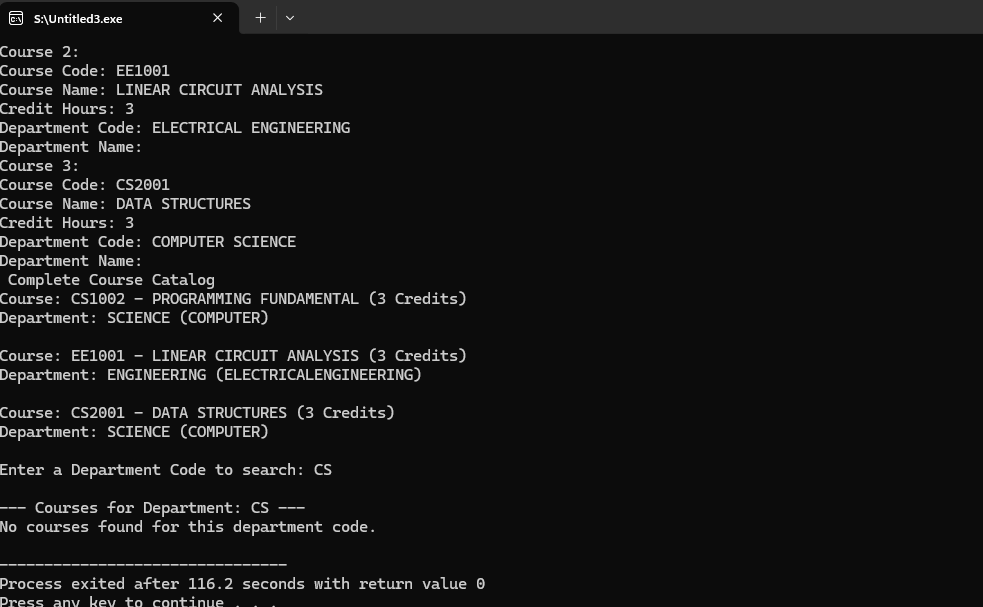 S:\Untitled3.exe
Course 2:
Course Code: EE1001
Course Name: LINEAR CIRCUIT ANALYSIS
Credit Hours: 3
Department Code: ELECTRICAL ENGINEERING
Department Name:
Course 3:
Course Code: CS2001
Course Name: DATA STRUCTURES
Credit Hours: 3
Department Code: COMPUTER SCIENCE
Department Name:
Complete Course Catalog
Course: CS1002 - PROGRAMMING FUNDAMENTAL (3 Credits)
Department: SCIENCE (COMPUTER)
Course: EE1001 - LINEAR CIRCUIT ANALYSIS (3 Credits)
Department: ENGINEERING (ELECTRICALENGINEERING)
Course: CS2001 - DATA STRUCTURES (3 Credits)
Department: SCIENCE (COMPUTER)
Enter a Department Code to search: CS
--- Courses for Department: CS ---
No courses found for this department code.
--------------------------------
Process exited after 116.2 seconds with return value 0
Press any key to continue . . .